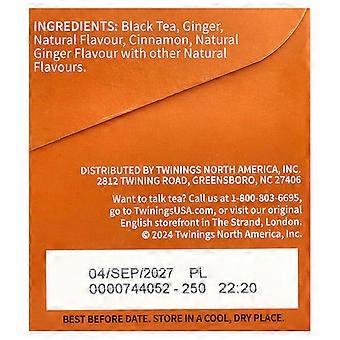 INGREDIENTS: Black Tea, Ginger,
Natural Flavour, Cinnamon, Natural
Ginger Flavour with other Natural
Flavours.
DISTRIBUTED BY TWININGS NORTH AMERICA, INC.
2812 TWINING ROAD, GREENSBORO, NC 27406
Want to talk tea? Call us at 1-800-803-6695,
go to TwiningsUSA.com, or visit our original
English storefront in The Strand, London.
© 2024 Twinings North America, Inc.
04/SEP/2027 PL
0000744052 - 250 22:20
BEST BEFORE DATE. STORE IN A COOL, DRY PLACE.